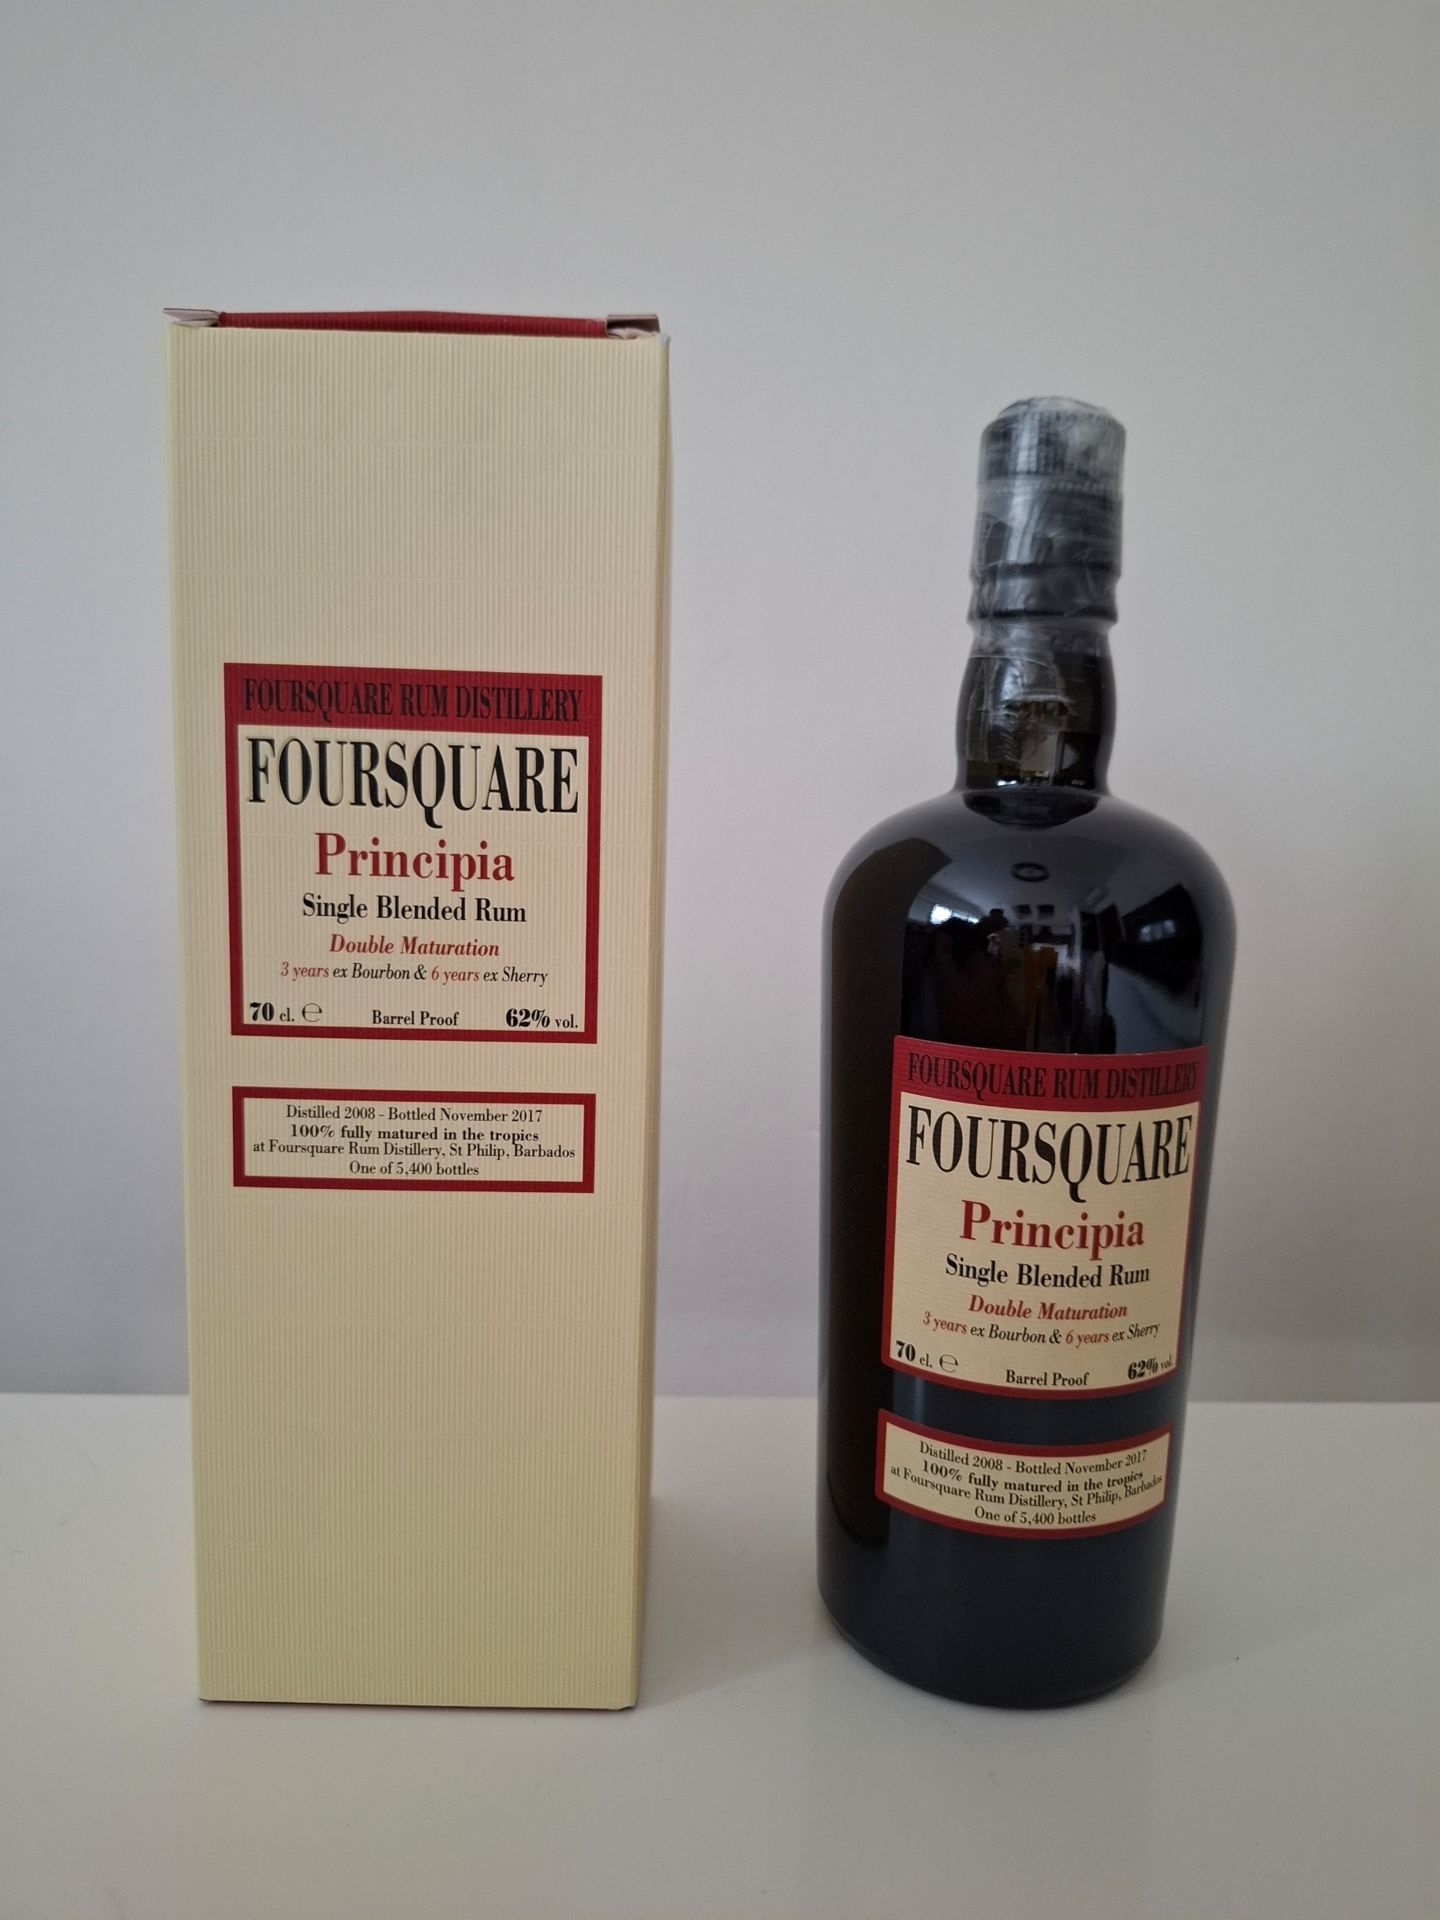 FOURSQUARE RUM DISTILLERY
FOURSQUARE
Principia
Single Blended Rum
Double Maturation
3 years ex Bourbon & 6 years ex Sherry
70 cl. ℮ Barrel Proof 62% vol.
Distilled 2008 - Bottled November 2017
100% fully matured in the tropics
at Foursquare Rum Distillery, St Philip, Barbados
One of 5,400 bottles
FOURSQUARE RUM DISTILLERY
FOURSQUARE
Principia
Single Blended Rum
Double Maturation
3 years ex Bourbon & 6 years ex Sherry
70 cl. ℮ Barrel Proof 62% vol.
Distilled 2008 - Bottled November 2017
100% fully matured in the tropics
at Foursquare Rum Distillery, St Philip, Barbados
One of 5,400 bottles